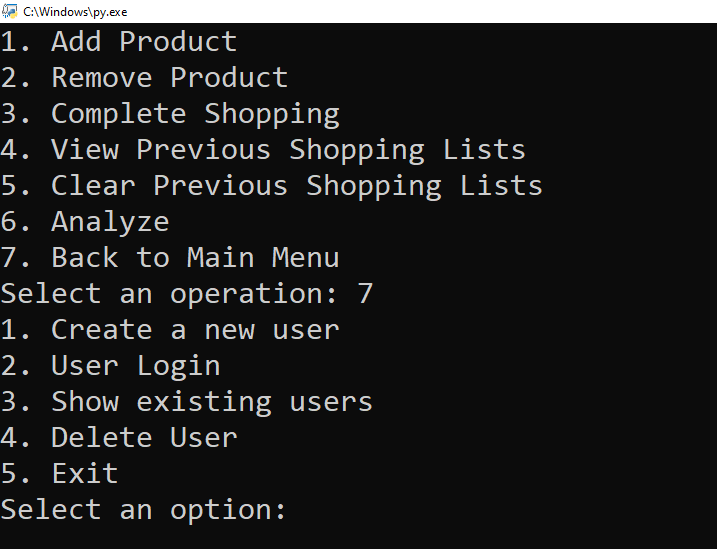 C:\Windows\py.exe
1. Add Product
2. Remove Product
3. Complete Shopping
4. View Previous Shopping Lists
5. Clear Previous Shopping Lists
6. Analyze
7. Back to Main Menu
Select an operation: 7
1. Create a new user
2. User Login
3. Show existing users
4. Delete User
5. Exit
Select an option: